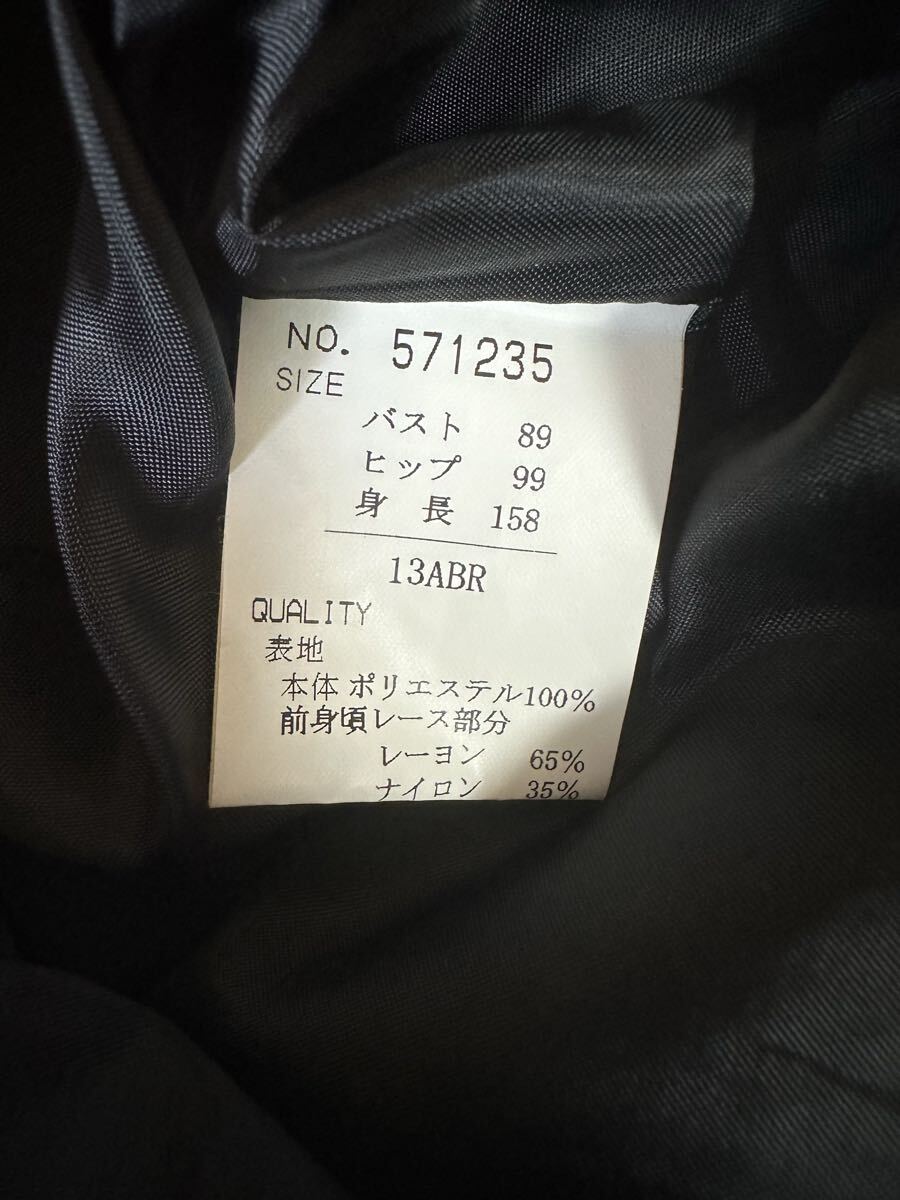 NO. 571235
SIZE
バスト 89
ヒップ 99
身長 158
13ABR
QUALITY
表地
本体 ポリエステル100%
前身頃レース部分
レーヨン 65%
ナイロン 35%